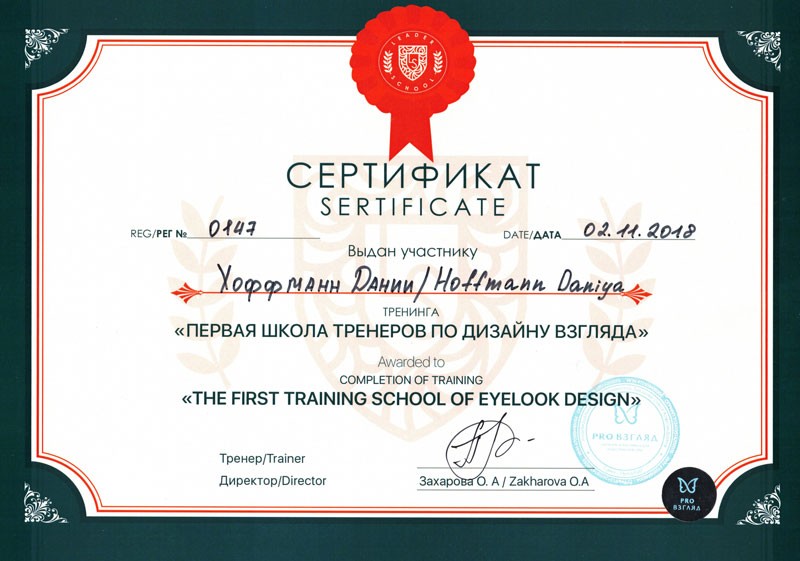 LEADER
LS
SCHOOL
СЕРТИФИКАТ
SERTIFICATE
REG/РЕГ № 0147
DATE/ДАТА 02.11.2018
Выдан участнику
Хоффманн Дании/Hoffmann Daniya
ТРЕНИНГА
«ПЕРВАЯ ШКОЛА ТРЕНЕРОВ ПО ДИЗАЙНУ ВЗГЛЯДА»
Awarded to
COMPLETION OF TRAINING
«THE FIRST TRAINING SCHOOL OF EYELOOK DESIGN»
PRO ВЗГЛЯД
Тренер/Trainer
Директор/Director
Захарова О. А / Zakharova O.A
PRO
ВЗГЛЯД